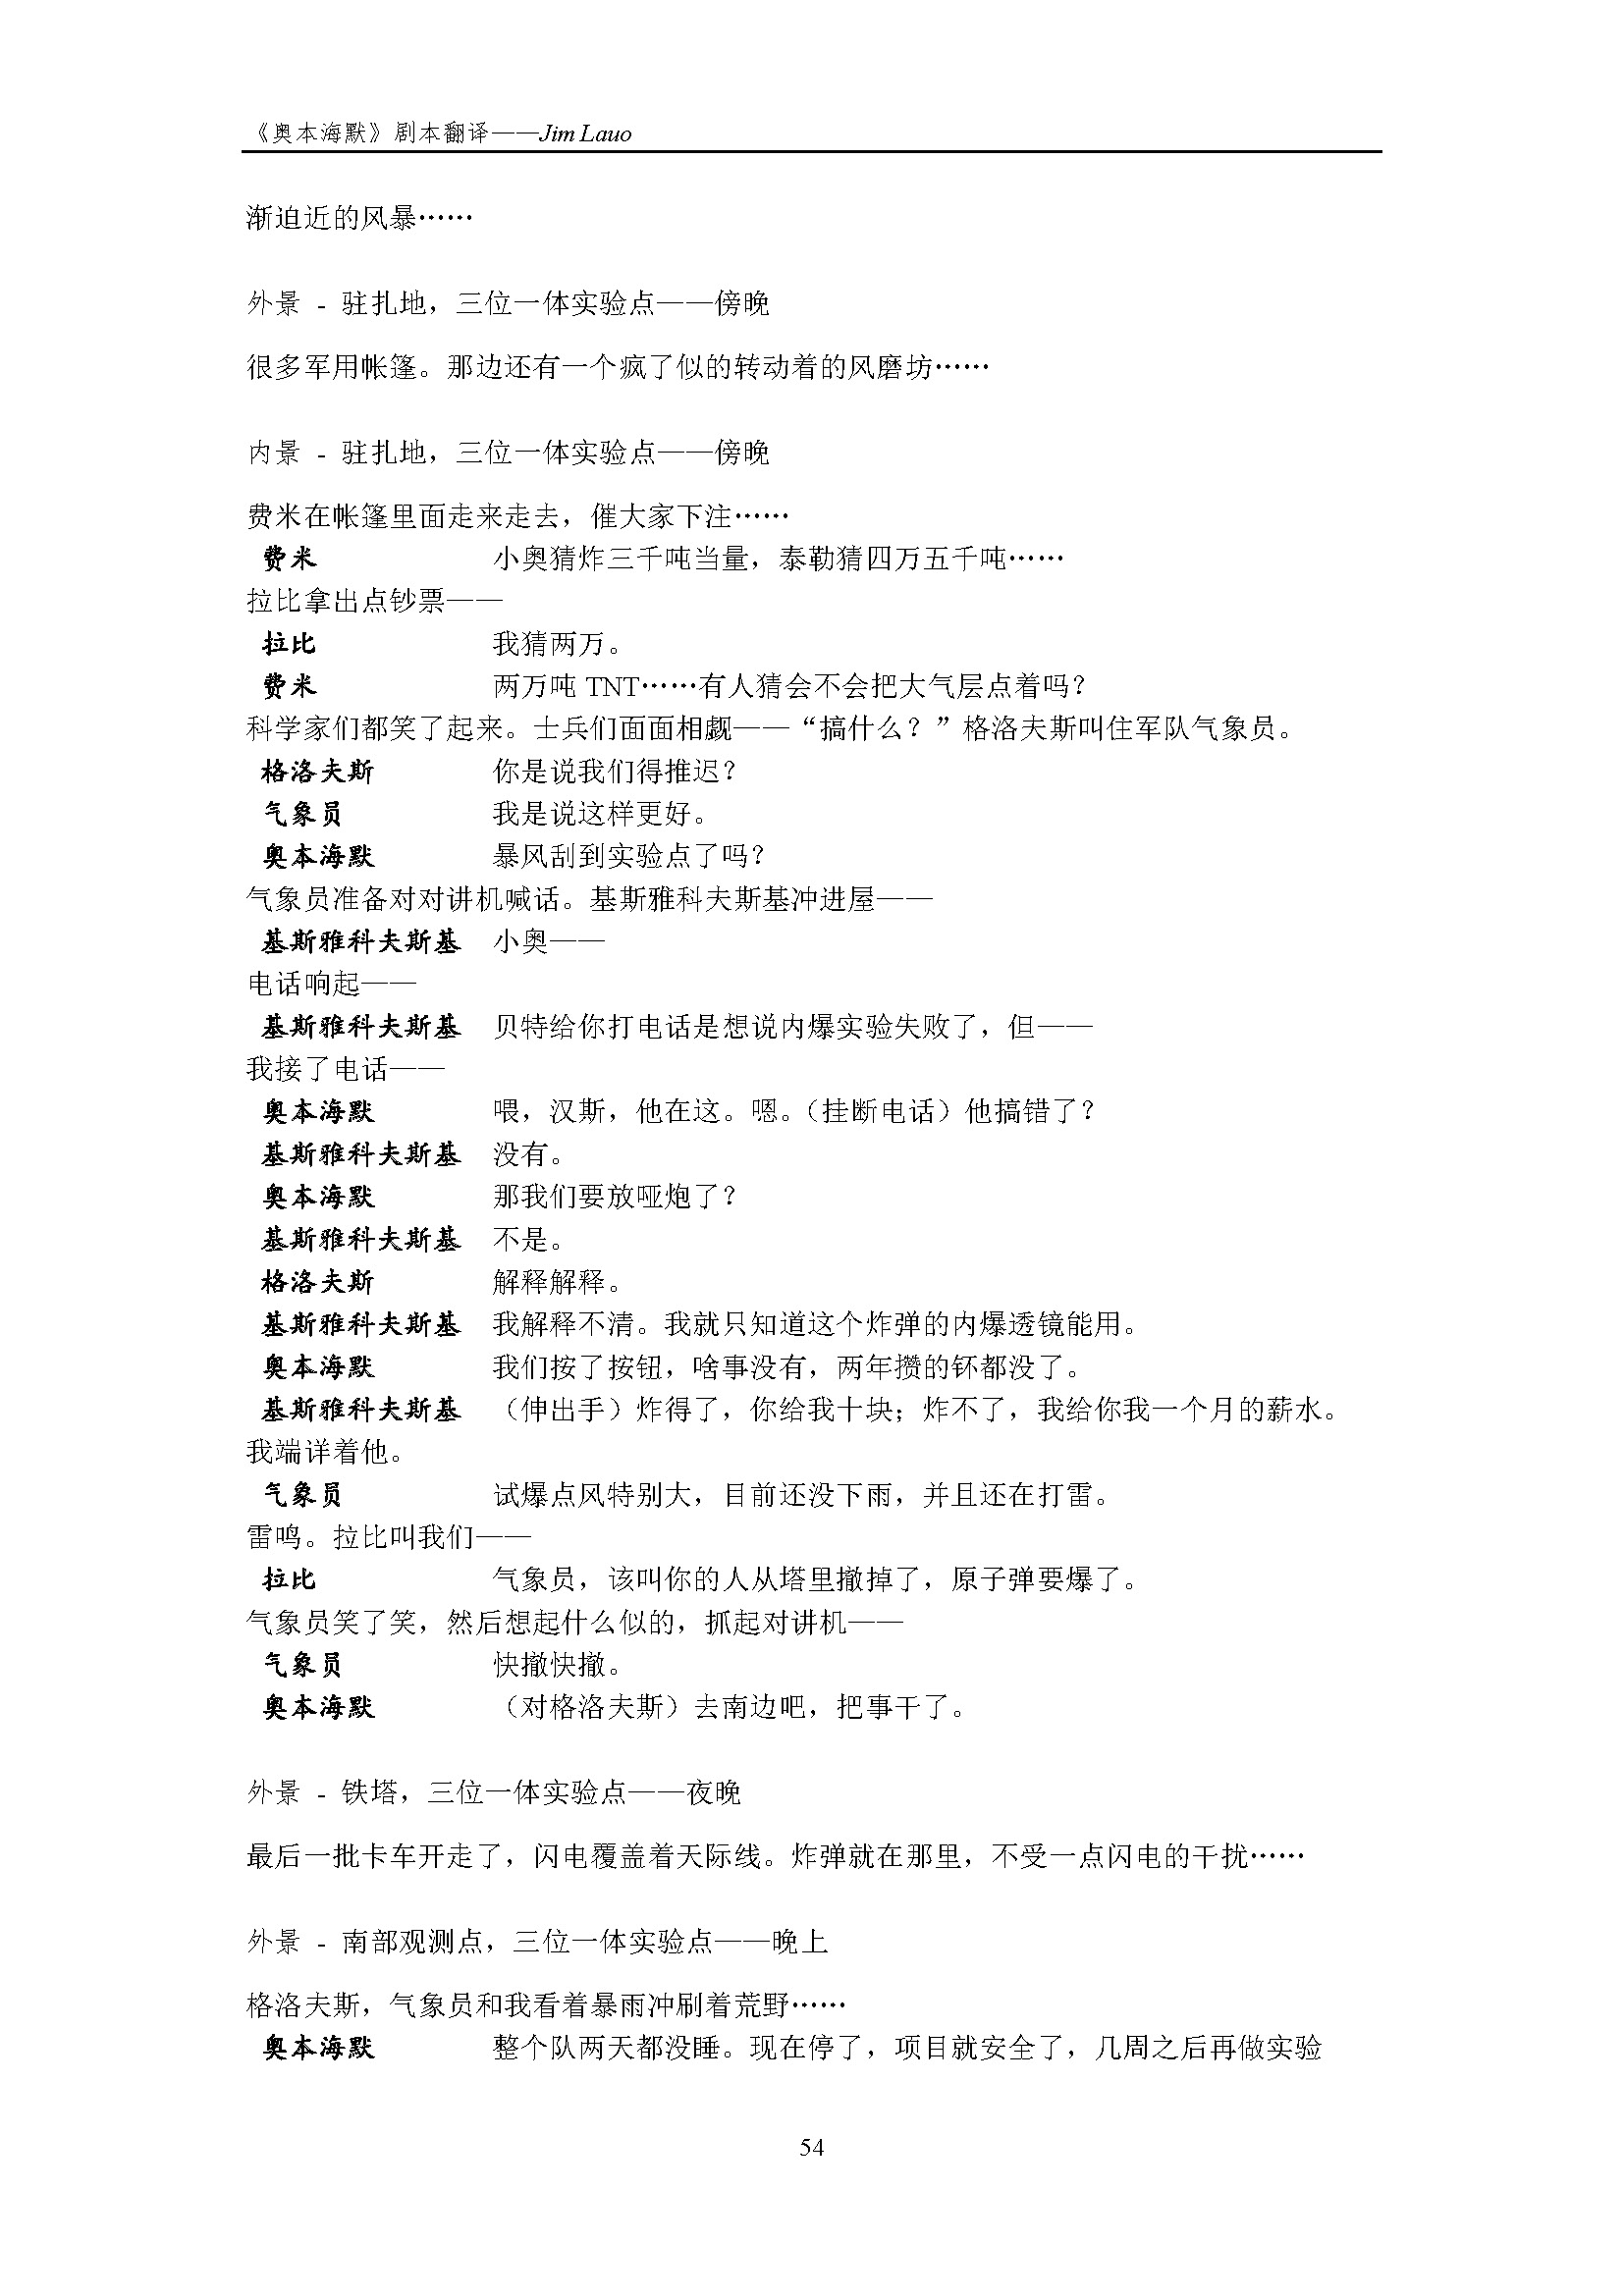 《奥本海默》剧本翻译——Jim Lauo
渐迫近的风暴……
外景 - 驻扎地，三位一体实验点——傍晚
很多军用帐篷。那边还有一个疯了似的转动着的风磨坊……
内景 - 驻扎地，三位一体实验点——傍晚
费米在帐篷里面走来走去，催大家下注……
费米 小奥猜炸三千吨当量，泰勒猜四万五千吨……
拉比拿出点钞票——
拉比 我猜两万。
费米 两万吨 TNT……有人猜会不会把大气层点着吗？
科学家们都笑了起来。士兵们面面相觑——“搞什么？”格洛夫斯叫住军队气象员。
格洛夫斯 你是说我们得推迟？
气象员 我是说这样更好。
奥本海默 暴风刮到实验点了吗？
气象员准备对对讲机喊话。基斯雅科夫斯基冲进屋——
基斯雅科夫斯基 小奥——
电话响起——
基斯雅科夫斯基 贝特给你打电话是想说内爆实验失败了，但——
我接了电话——
奥本海默 喂，汉斯，他在这。嗯。（挂断电话）他搞错了？
基斯雅科夫斯基 没有。
奥本海默 那我们要放哑炮了？
基斯雅科夫斯基 不是。
格洛夫斯 解释解释。
基斯雅科夫斯基 我解释不清。我就只知道这个炸弹的内爆透镜能用。
奥本海默 我们按了按钮，啥事没有，两年攒的钚都没了。
基斯雅科夫斯基 （伸出手）炸得了，你给我十块；炸不了，我给你我一个月的薪水。
我端详着他。
气象员 试爆点风特别大，目前还没下雨，并且还在打雷。
雷鸣。拉比叫我们——
拉比 气象员，该叫你的人从塔里撤掉了，原子弹要爆了。
气象员笑了笑，然后想起什么似的，抓起对讲机——
气象员 快撤快撤。
奥本海默 （对格洛夫斯）去南边吧，把事干了。
外景 - 铁塔，三位一体实验点——夜晚
最后一批卡车开走了，闪电覆盖着天际线。炸弹就在那里，不受一点闪电的干扰……
外景 - 南部观测点，三位一体实验点——晚上
格洛夫斯，气象员和我看着暴雨冲刷着荒野……
奥本海默 整个队两天都没睡。现在停了，项目就安全了，几周之后再做实验
54